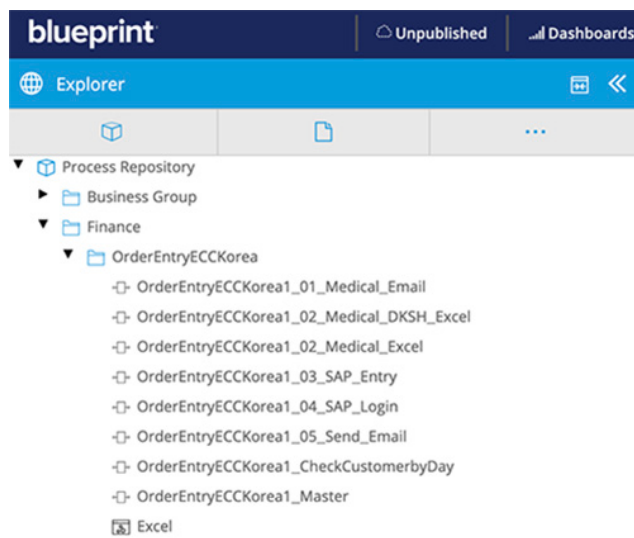 blueprint Unpublished Dashboards
Explorer
Process Repository
Business Group
Finance
OrderEntryECCKorea
OrderEntryECCKorea1_01_Medical_Email
OrderEntryECCKorea1_02_Medical_DKSH_Excel
OrderEntryECCKorea1_02_Medical_Excel
OrderEntryECCKorea1_03_SAP_Entry
OrderEntryECCKorea1_04_SAP_Login
OrderEntryECCKorea1_05_Send_Email
OrderEntryECCKorea1_CheckCustomerbyDay
OrderEntryECCKorea1_Master
Excel